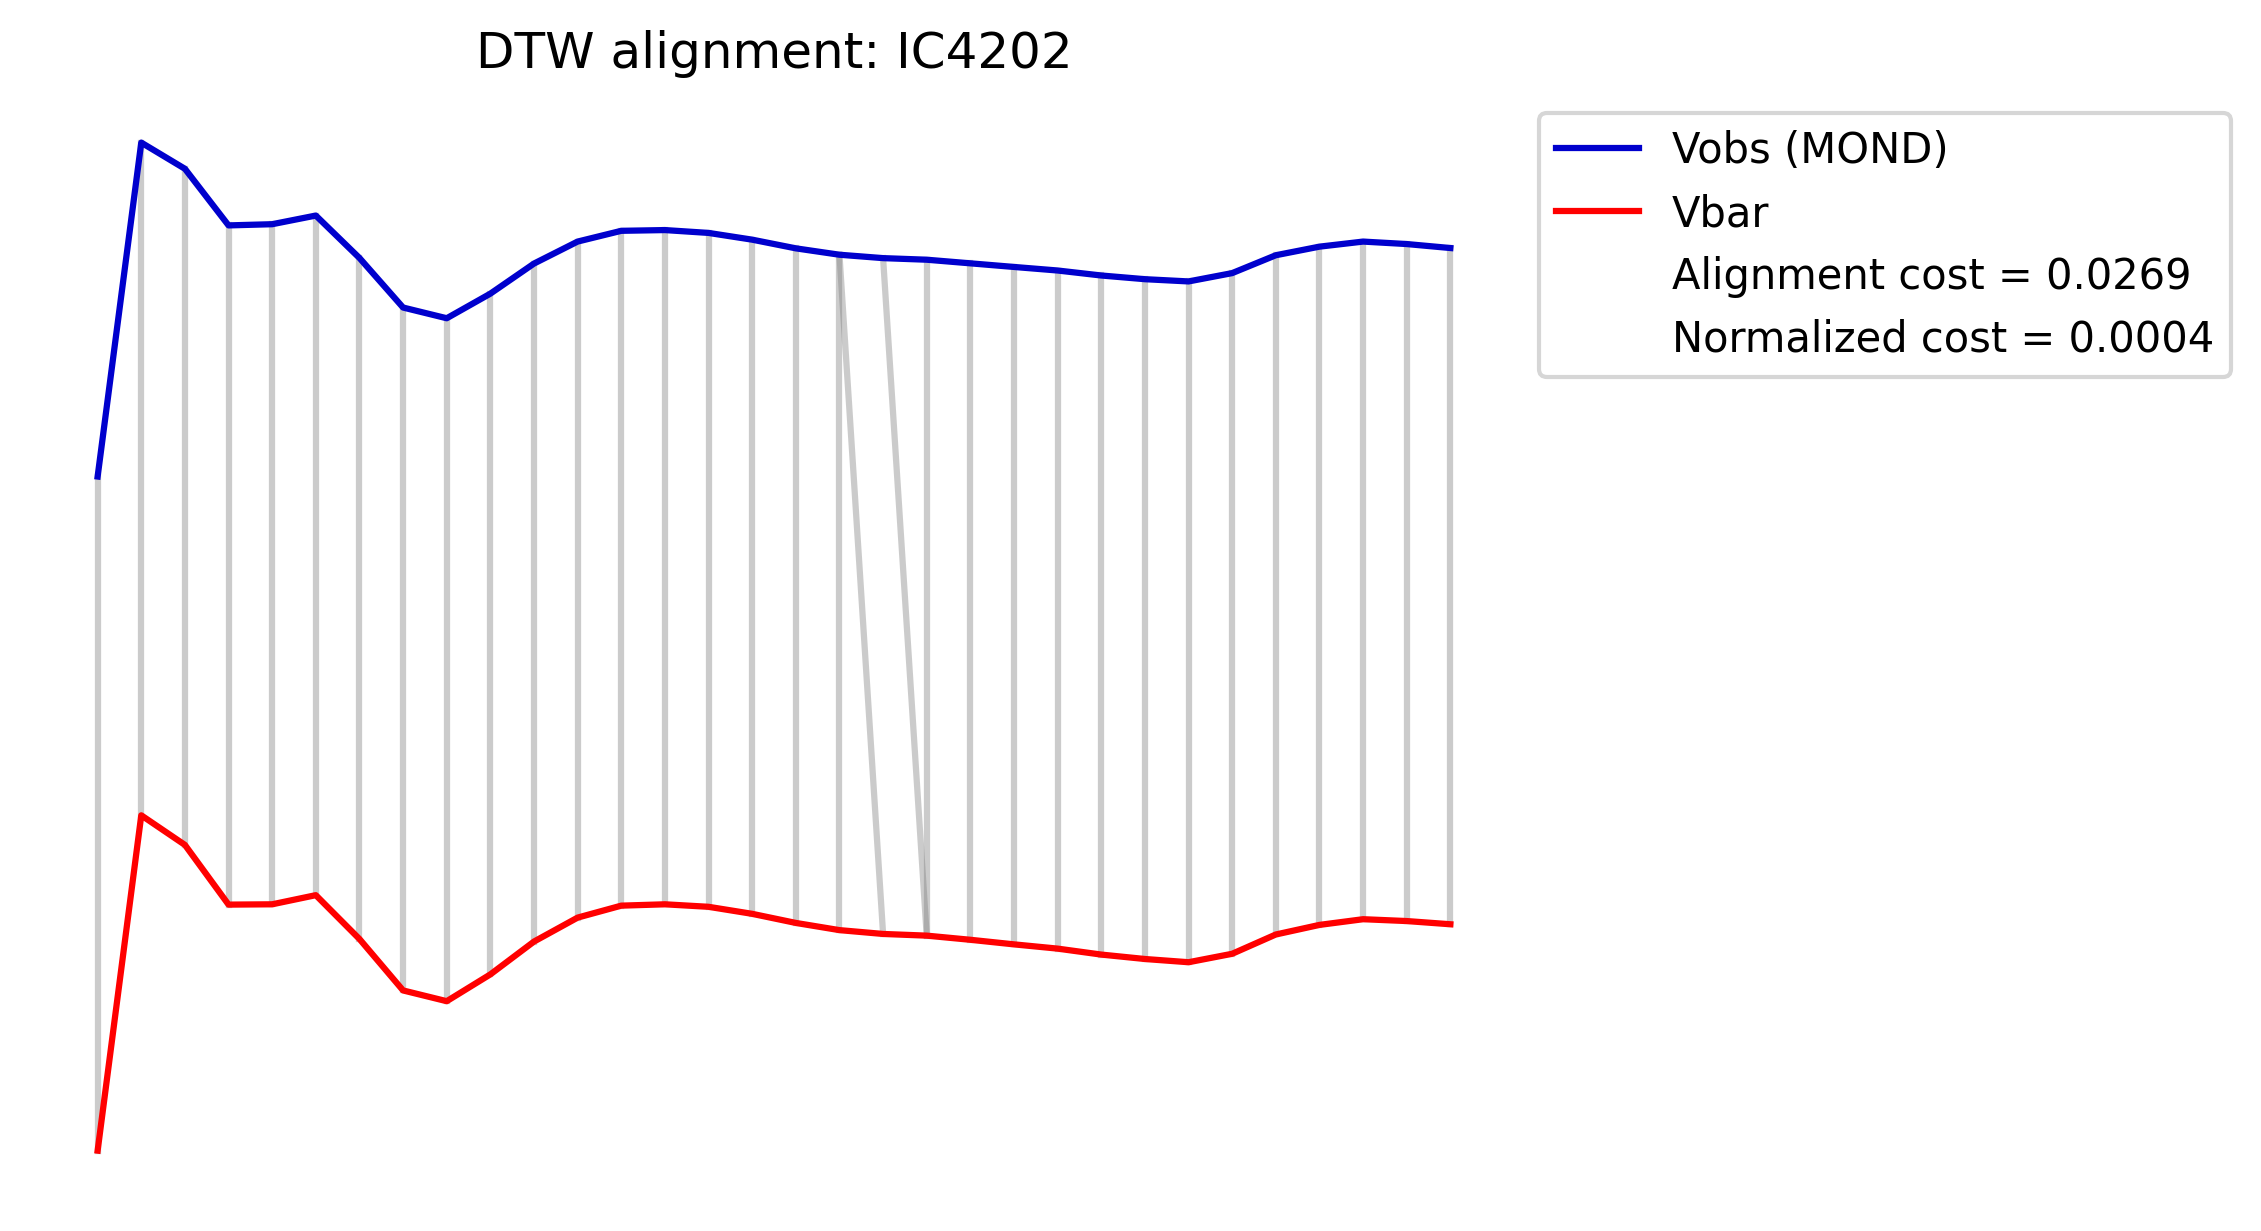 DTW alignment: IC4202
Vobs (MOND)
Vbar
Alignment cost = 0.0269
Normalized cost = 0.0004